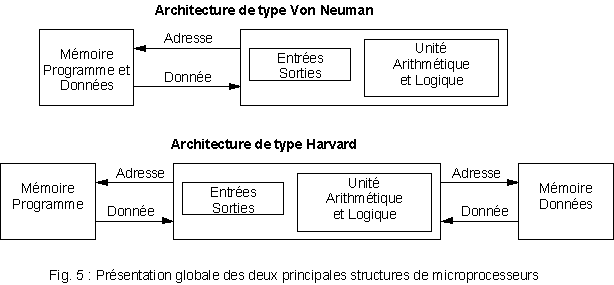 Architecture de type Von Neuman
Mémoire
Programme et
Données
Adresse
Donnée
Entrées
Sorties
Unité
Arithmétique
et Logique
Architecture de type Harvard
Mémoire
Programme
Adresse
Donnée
Entrées
Sorties
Unité
Arithmétique
et Logique
Adresse
Donnée
Mémoire
Données
Fig. 5 : Présentation globale des deux principales structures de microprocesseurs